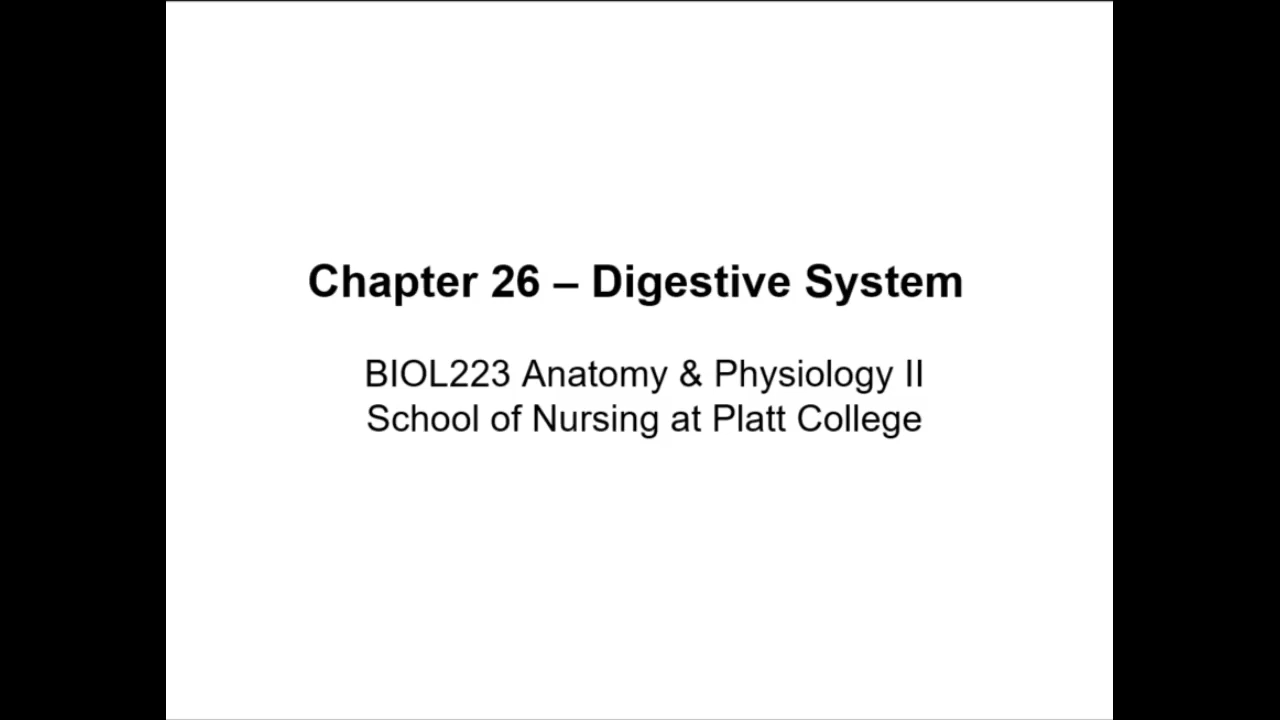 Chapter 26 – Digestive System
BIOL223 Anatomy & Physiology II
School of Nursing at Platt College